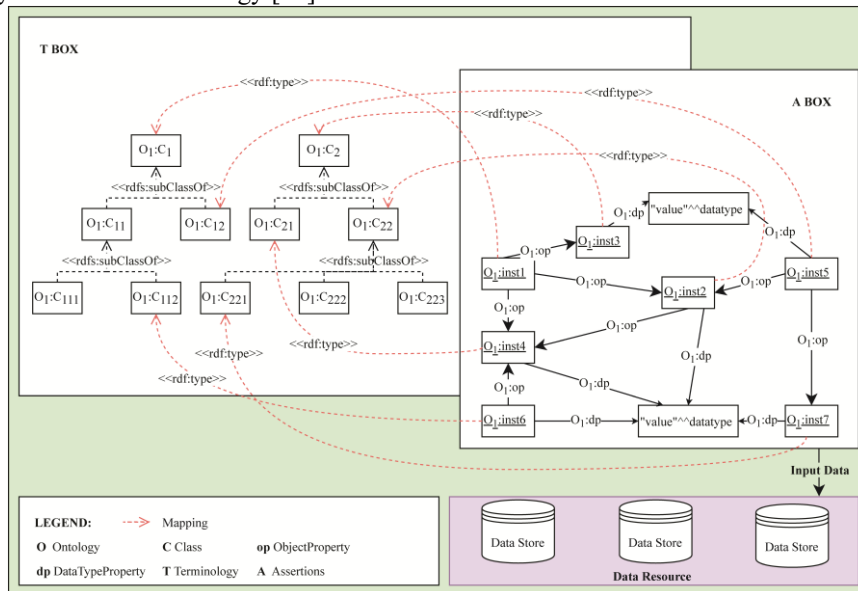 T BOX
<<rdf:type>>
A BOX
<<rdf:type>>
<<rdf:type>>
O1:C1
O1:C2
<<rdf:type>>
<<rdfs:subClassOf>>
<<rdfs:subClassOf>>
"value"^^datatype
O1:dp
O1:C11
O1:C12
O1:C21
O1:C22
O1:inst3
O1:dp
O1:op
<<rdfs:subClassOf>>
<<rdfs:subClassOf>>
O1:inst1
O1:op
O1:inst2
O1:op
O1:inst5
O1:C111
O1:C112
O1:C221
O1:C222
O1:C223
O1:op
O1:op
O1:inst4
O1:op
<<rdf:type>>
O1:dp
O1:dp
<<rdf:type>>
O1:op
O1:inst6
O1:dp
"value"^^datatype
O1:dp
O1:inst7
Input Data
LEGEND:
Mapping
O Ontology
C Class
op ObjectProperty
dp DataTypeProperty
T Terminology
A Assertions
Data Store
Data Store
Data Store
Data Resource